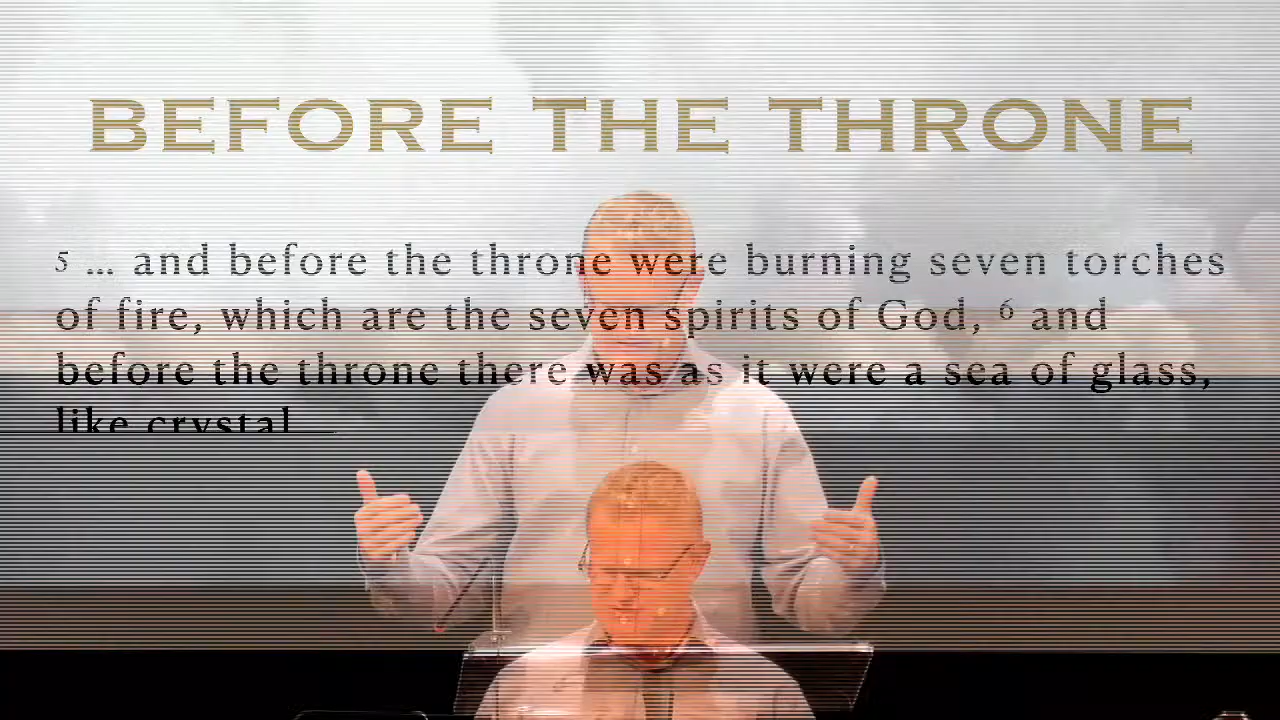 BEFORE THE THRONE
5 ... and before the throne were burning seven torches
of fire, which are the seven spirits of God, 6 and
before the throne there was as it were a sea of glass,
like crystal